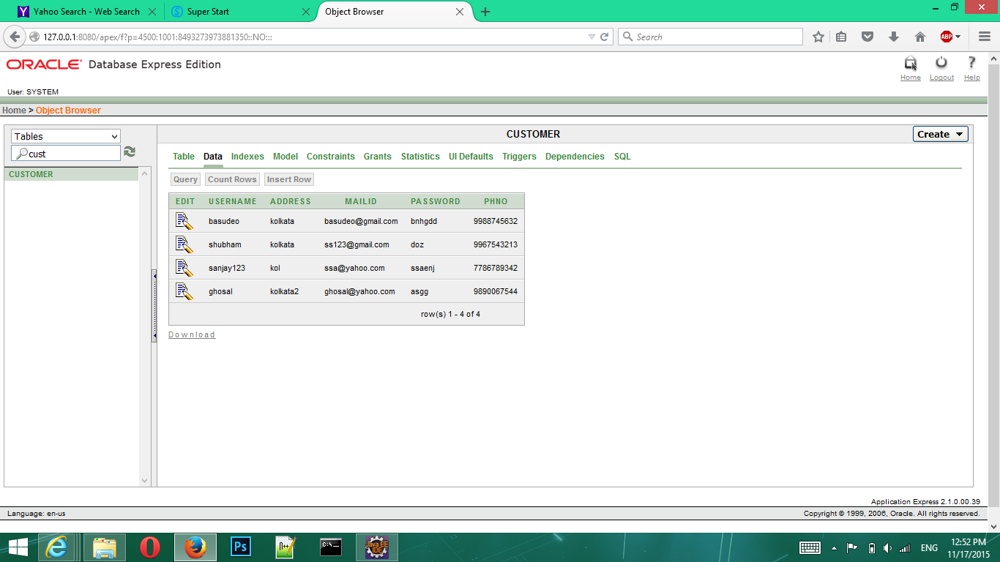 Yahoo Search - Web Search
Super Start
Object Browser
127.0.0.1:8080/apex/f?p=4500:1001:8493273973881350::NO:::
Search
ABP
ORACLE Database Express Edition
Home Logout Help
User: SYSTEM
Home > Object Browser
Tables
cust
CUSTOMER
CUSTOMER
Create
Table Data Indexes Model Constraints Grants Statistics UI Defaults Triggers Dependencies SQL
Query Count Rows Insert Row
EDIT USERNAME ADDRESS MAILID PASSWORD PHNO
basudeo kolkata basudeo@gmail.com bnhgdd 9988745632
shubham kolkata ss123@gmail.com doz 9967543213
sanjay123 kol ssa@yahoo.com ssaenj 7786789342
ghosal kolkata2 ghosal@yahoo.com asgg 9890067544
row(s) 1 - 4 of 4
Download
Application Express 2.1.0.00.39
Language: en-us
Copyright © 1999, 2006, Oracle. All rights reserved.
Ps
C:\
Java EE
IDE
ENG
12:52 PM
11/17/2015